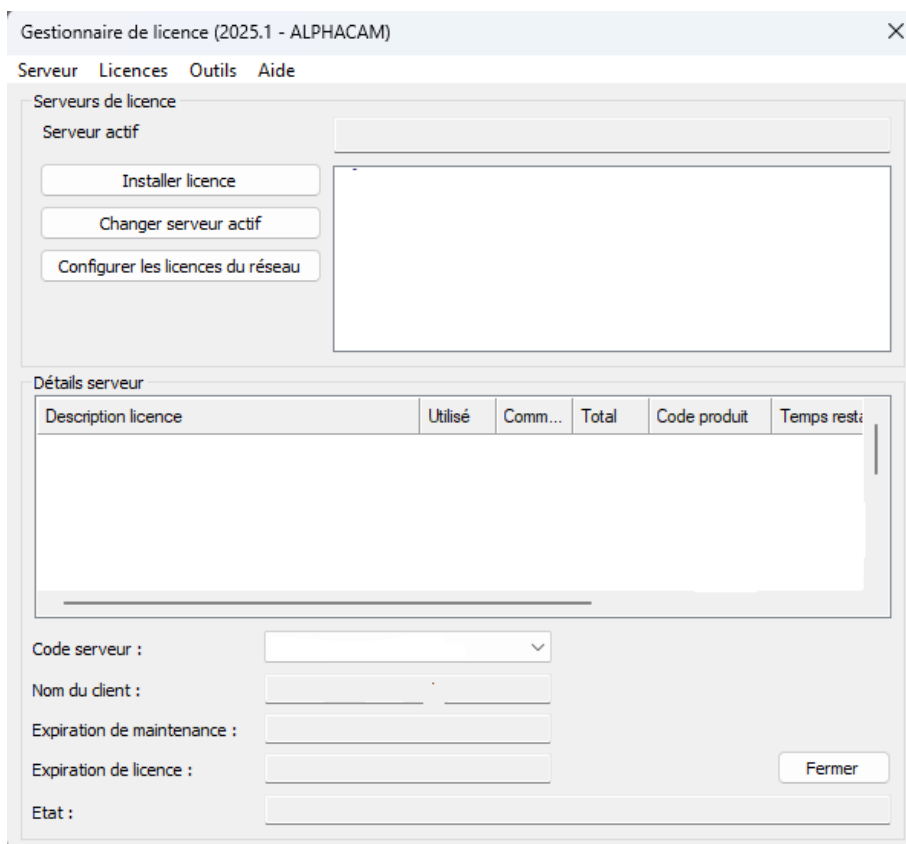 Gestionnaire de licence (2025.1 - ALPHACAM)
Serveur Licences Outils Aide
Serveurs de licence
Serveur actif
Installer licence
Changer serveur actif
Configurer les licences du réseau
Détails serveur
Description licence Utilisé Comm... Total Code produit Temps resta
Code serveur :
Nom du client :
Expiration de maintenance :
Expiration de licence :
Fermer
Etat :